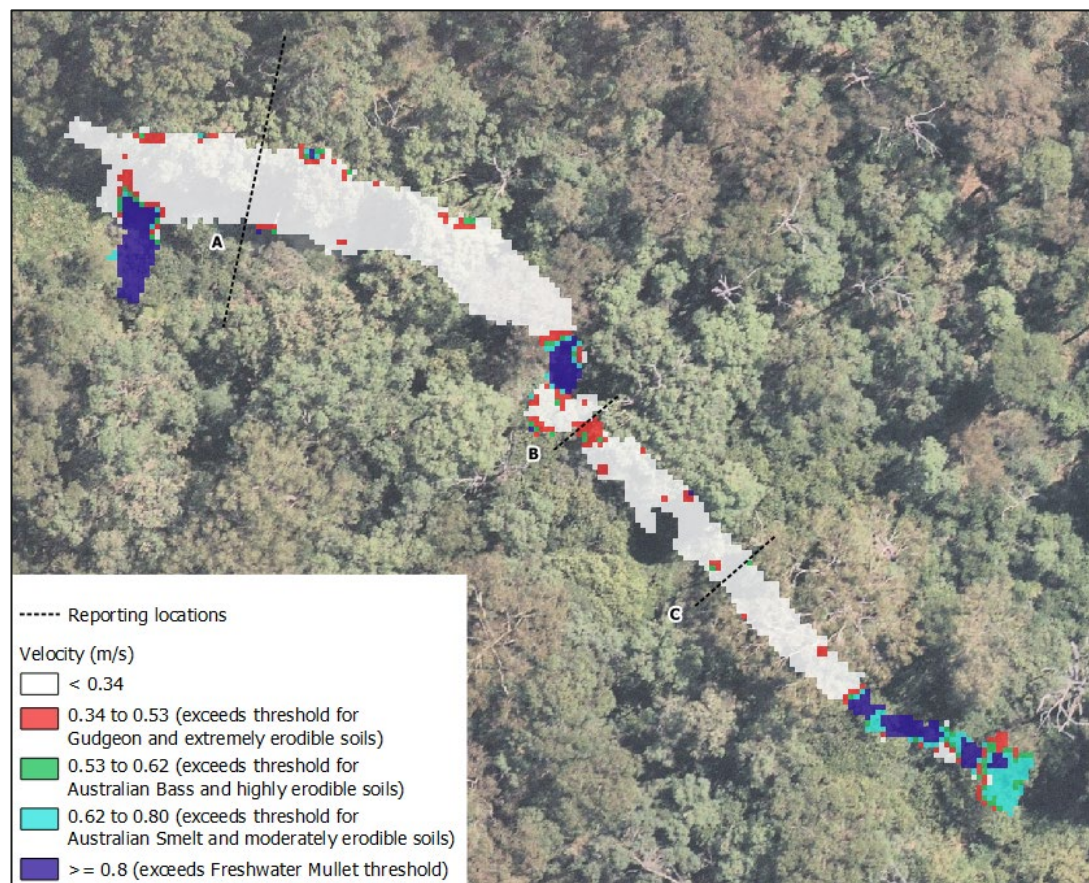 A
B
C
Reporting locations
Velocity (m/s)
< 0.34
0.34 to 0.53 (exceeds threshold for
Gudgeon and extremely erodible soils)
0.53 to 0.62 (exceeds threshold for
Australian Bass and highly erodible soils)
0.62 to 0.80 (exceeds threshold for
Australian Smelt and moderately erodible soils)
>= 0.8 (exceeds Freshwater Mullet threshold)